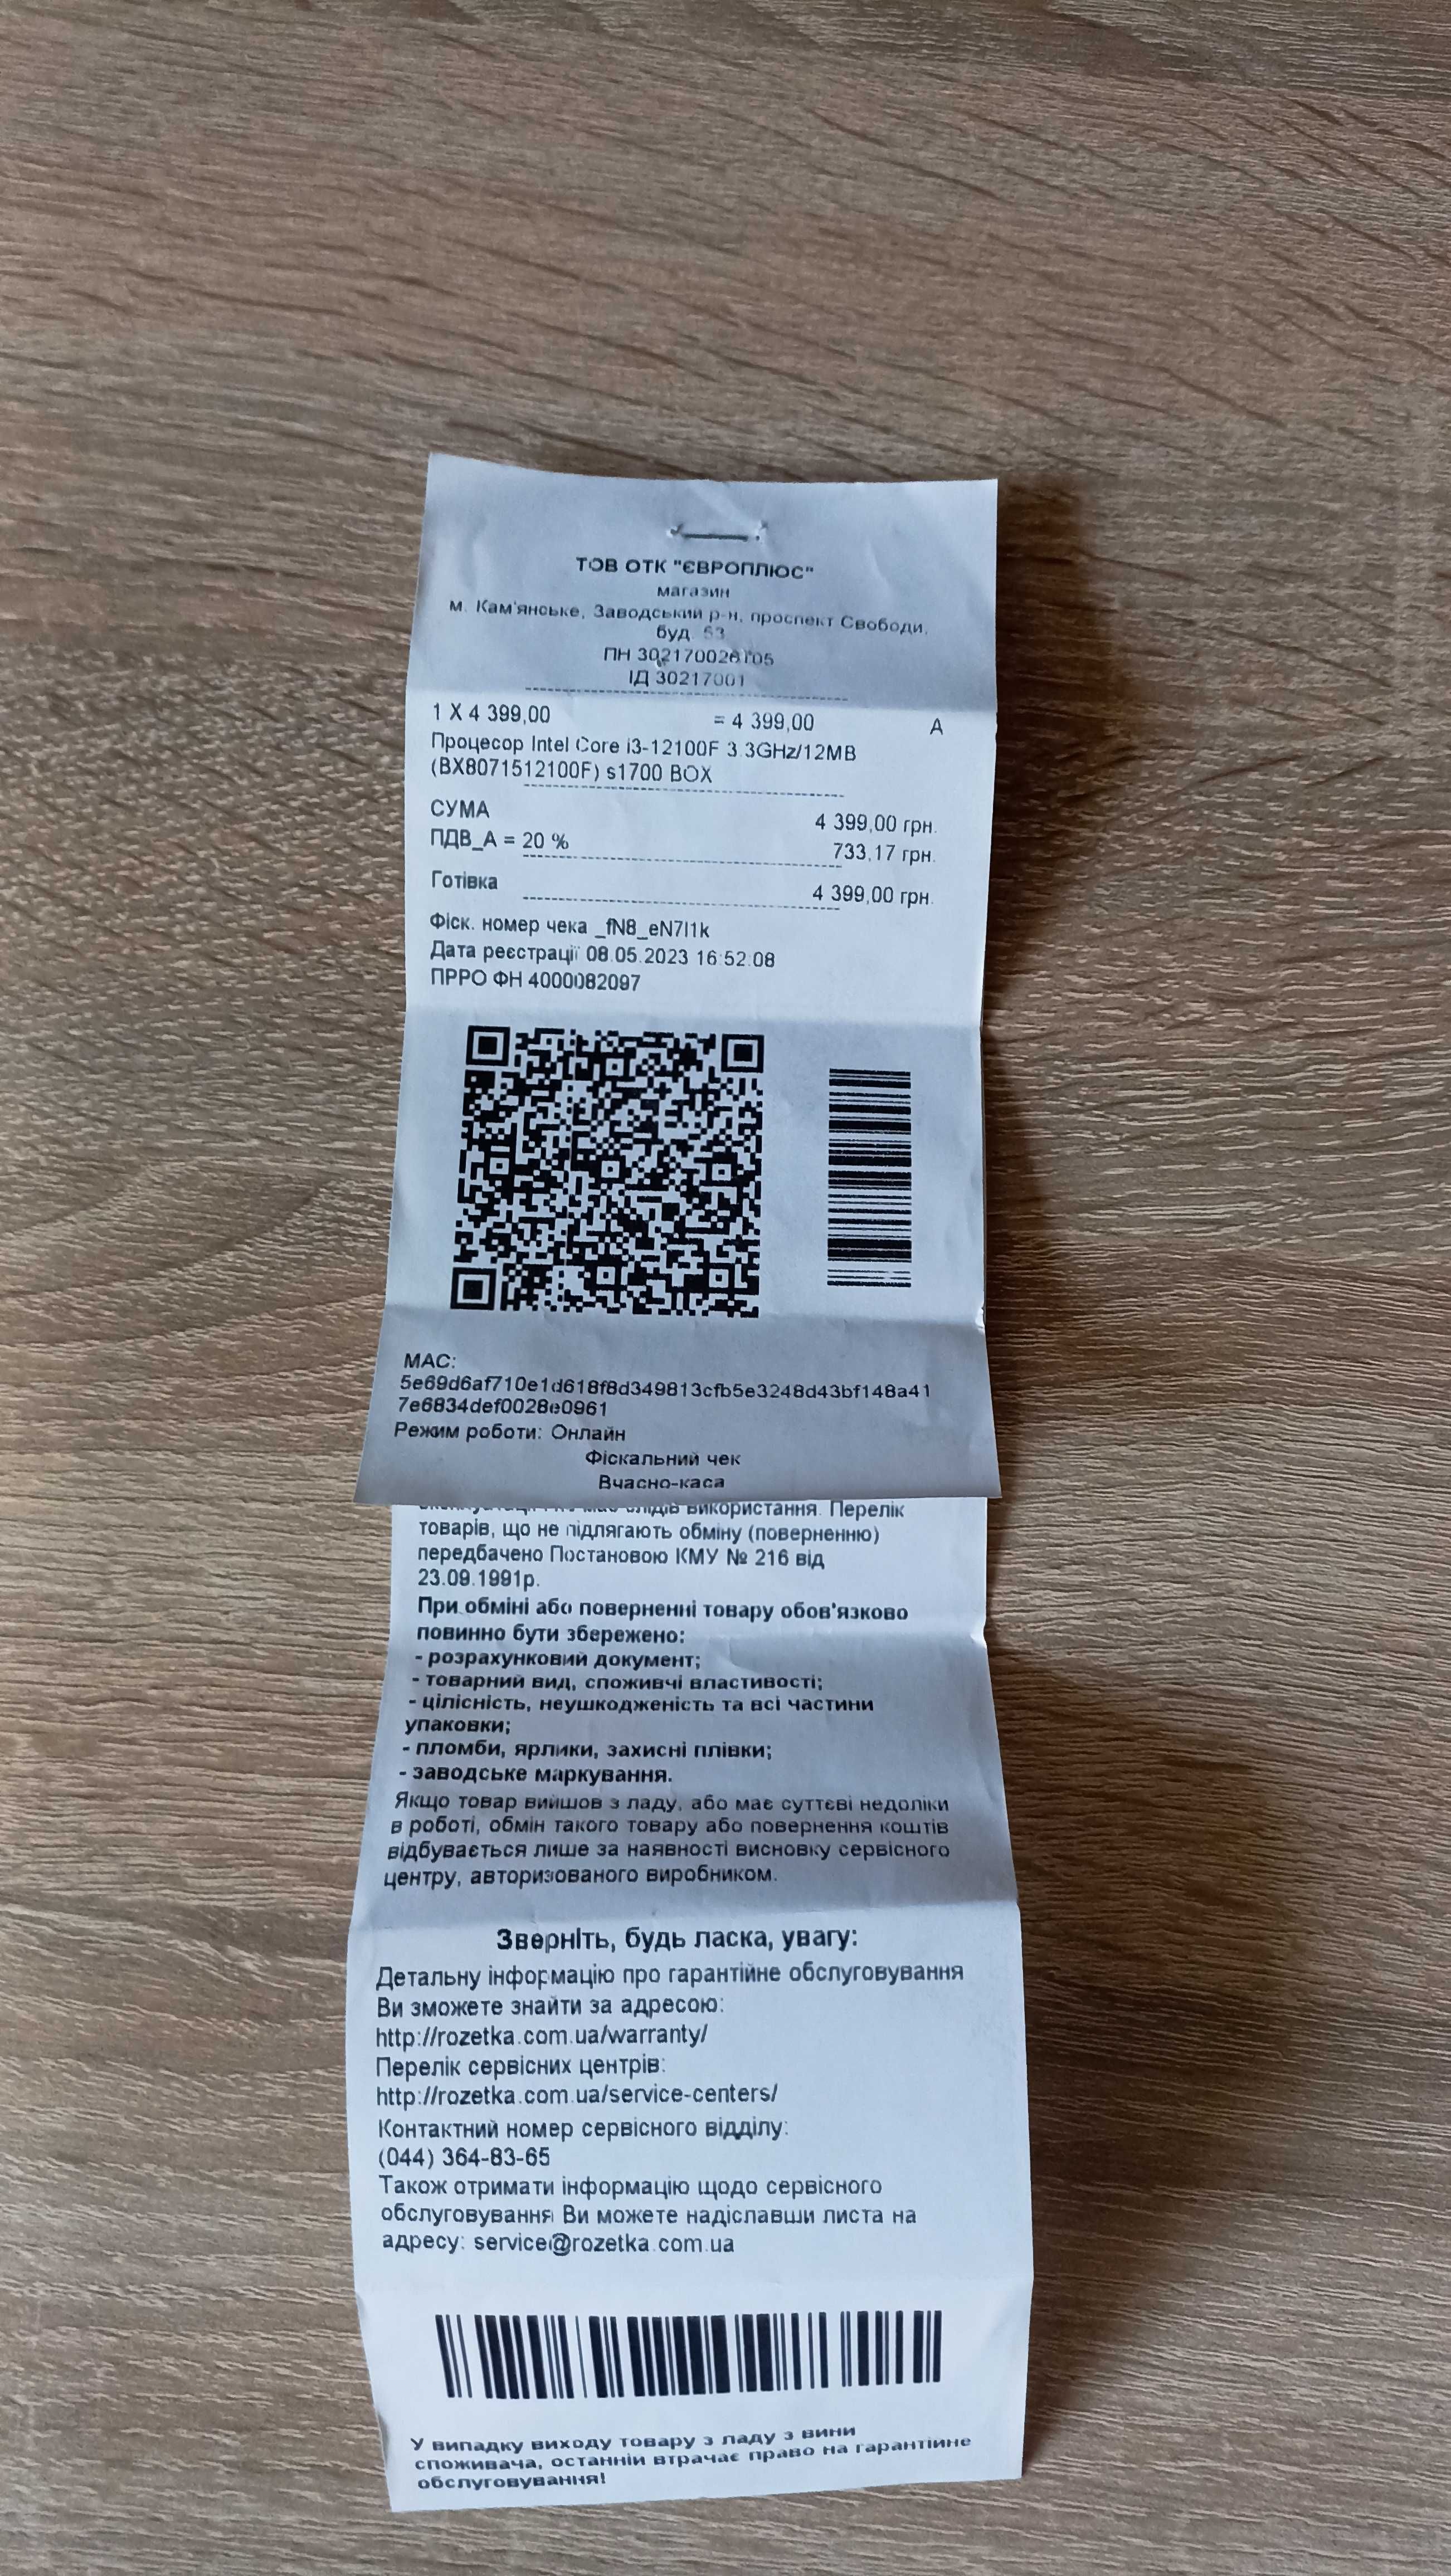 ТОВ ОТК "ЄВРОПЛЮС"
магазин
м. Кам'янське, Заводський р-н, проспект Свободи,
буд. 53
ПН 302170026105
ІД 30217001
1 X 4 399,00 = 4 399,00 А
Процесор Intel Core i3-12100F 3.3GHz/12MB
(BX8071512100F) s1700 BOX
СУМА 4 399,00 грн.
ПДВ_А = 20 % 733,17 грн.
Готівка 4 399,00 грн.
Фіск. номер чека _fN8_eN7l1k
Дата реєстрації 08.05.2023 16:52:08
ПРРО ФН 4000082097
MAC:
5e69d6af710e1d618f8d349813cfb5e3248d43bf148a41
7e6834def0028e0961
Режим роботи: Онлайн
Фіскальний чек
Вчасно-каса
слідів використання. Перелік
товарів, що не підлягають обміну (поверненню)
передбачено Постановою КМУ № 216 від
23.09.1991р.
При обміні або поверненні товару обов'язково
повинно бути збережено:
- розрахунковий документ;
- товарний вид, споживчі властивості;
- цілісність, неушкодженість та всі частини
упаковки;
- пломби, ярлики, захисні плівки;
- заводське маркування.
Якщо товар вийшов з ладу, або має суттєві недоліки
в роботі, обмін такого товару або повернення коштів
відбувається лише за наявності висновку сервісного
центру, авторизованого виробником.
Зверніть, будь ласка, увагу:
Детальну інформацію про гарантійне обслуговування
Ви зможете знайти за адресою:
http://rozetka.com.ua/warranty/
Перелік сервісних центрів:
http://rozetka.com.ua/service-centers/
Контактний номер сервісного відділу:
(044) 364-83-65
Також отримати інформацію щодо сервісного
обслуговування Ви можете надіславши листа на
адресу: service@rozetka.com.ua
У випадку виходу товару з ладу з вини
споживача, останній втрачає право на гарантійне
обслуговування!